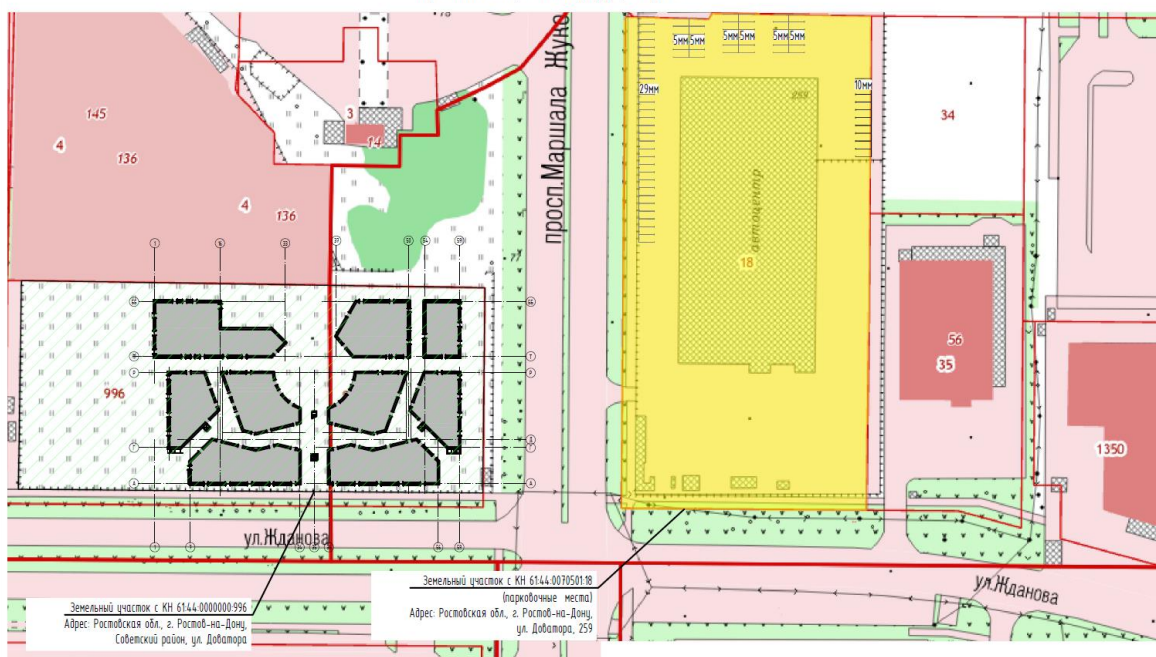 просп.Маршала Жуко
5мм 5мм
5мм 5мм
5мм 5мм
29мм
10мм
259
145
4
136
3
14
34
4
136
автоцентр
18
77
56
35
996
1350
ул.Жданова
ул.Жданова
Земельный участок с КН 61:44:0000000:996
Адрес: Ростовская обл., г. Ростов-на-Дону,
Советский район, ул. Доватора
Земельный участок с КН 61:44:0070501:18
(парковочные места)
Адрес: Ростовская обл., г. Ростов-на-Дону,
ул. Доватора, 259